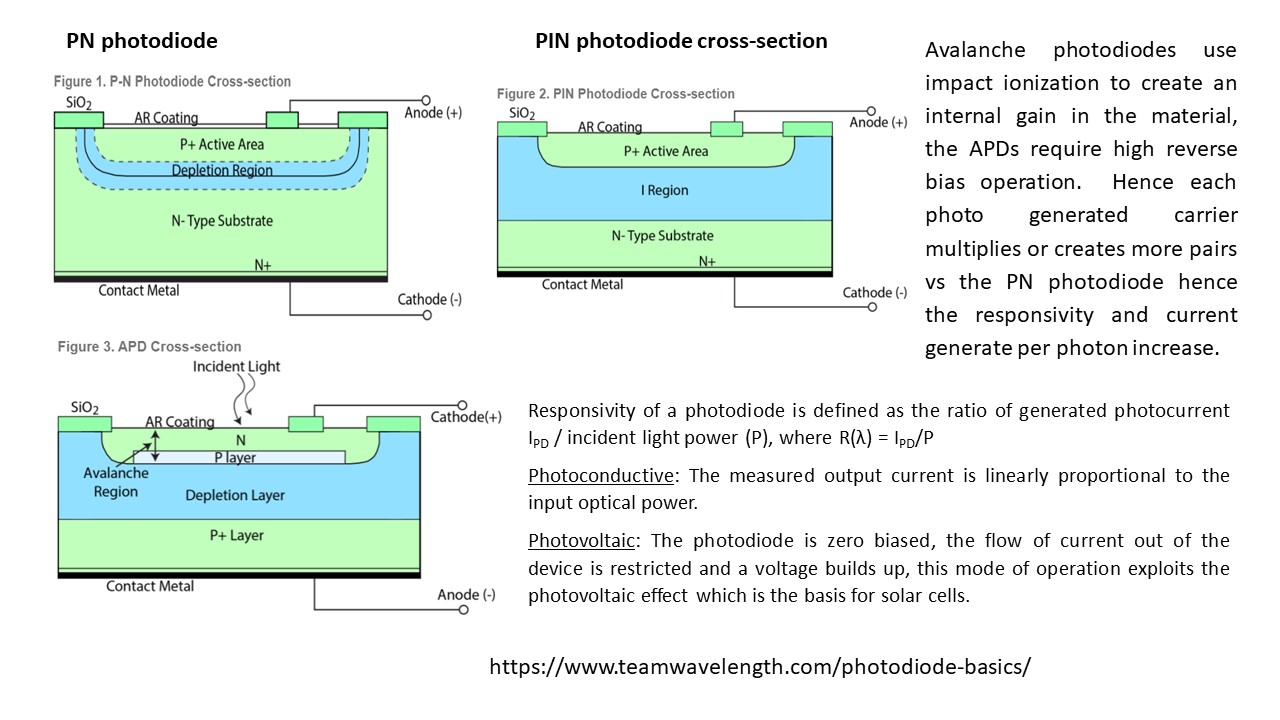 PN photodiode
PIN photodiode cross-section
Figure 1. P-N Photodiode Cross-section
SiO2
AR Coating
Anode (+)
P+ Active Area
Depletion Region
N- Type Substrate
N+
Contact Metal
Cathode (-)
Figure 2. PIN Photodiode Cross-section
SiO2
AR Coating
Anode (+)
P+ Active Area
I Region
N- Type Substrate
N+
Contact Metal
Cathode (-)
Avalanche photodiodes use
impact ionization to create an
internal gain in the material,
the APDs require high reverse
bias operation. Hence each
photo generated carrier
multiplies or creates more pairs
vs the PN photodiode hence
the responsivity and current
generate per photon increase.
Figure 3. APD Cross-section
Incident Light
SiO2
AR Coating
Cathode(+)
N
P layer
Avalanche
Region
Depletion Layer
P+ Layer
Contact Metal
Anode (-)
Responsivity of a photodiode is defined as the ratio of generated photocurrent
IPD / incident light power (P), where R(λ) = IPD/P
Photoconductive: The measured output current is linearly proportional to the
input optical power.
Photovoltaic: The photodiode is zero biased, the flow of current out of the
device is restricted and a voltage builds up, this mode of operation exploits the
photovoltaic effect which is the basis for solar cells.
https://www.teamwavelength.com/photodiode-basics/